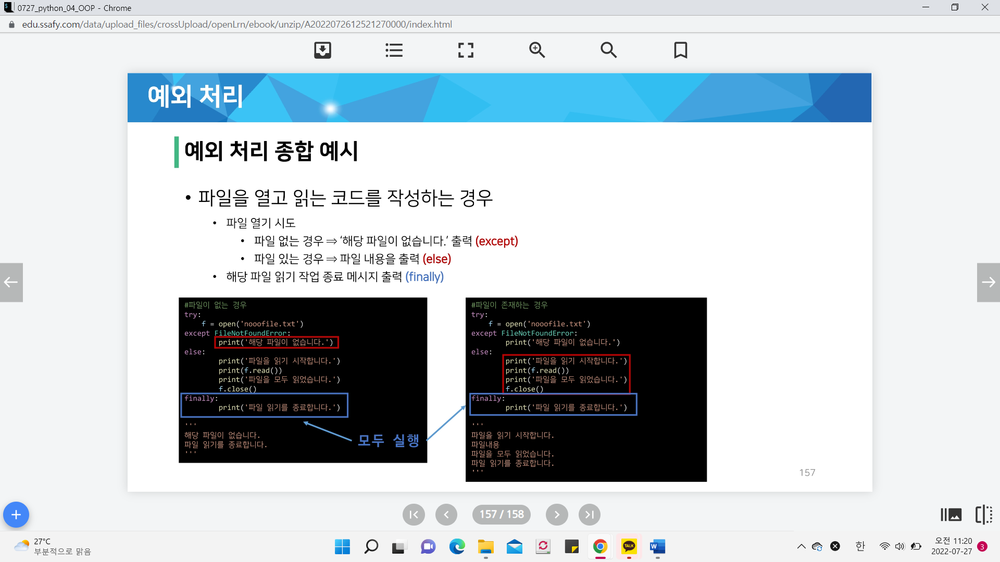 0727_python_04_OOP - Chrome
edu.ssafy.com/data/upload_files/crossUpload/openLrn/ebook/unzip/A2022072612521270000/index.html
예외 처리
예외 처리 종합 예시
• 파일을 열고 읽는 코드를 작성하는 경우
• 파일 열기 시도
• 파일 없는 경우 ⇒ ‘해당 파일이 없습니다.’ 출력 (except)
• 파일 있는 경우 ⇒ 파일 내용을 출력 (else)
• 해당 파일 읽기 작업 종료 메시지 출력 (finally)
#파일이 없는 경우
try:
f = open('nooofile.txt')
except FileNotFoundError:
print('해당 파일이 없습니다.')
else:
print('파일을 읽기 시작합니다.')
print(f.read())
print('파일을 모두 읽었습니다.')
f.close()
finally:
print('파일 읽기를 종료합니다.')
'''
해당 파일이 없습니다.
파일 읽기를 종료합니다.
'''
모두 실행
#파일이 존재하는 경우
try:
f = open('nooofile.txt')
except FileNotFoundError:
print('해당 파일이 없습니다.')
else:
print('파일을 읽기 시작합니다.')
print(f.read())
print('파일을 모두 읽었습니다.')
f.close()
finally:
print('파일 읽기를 종료합니다.')
'''
파일을 읽기 시작합니다.
파일내용
파일을 모두 읽었습니다.
파일 읽기를 종료합니다.
'''
157
157 / 158
27°C
부분적으로 맑음
TALK
W
한
오전 11:20
2022-07-27
3